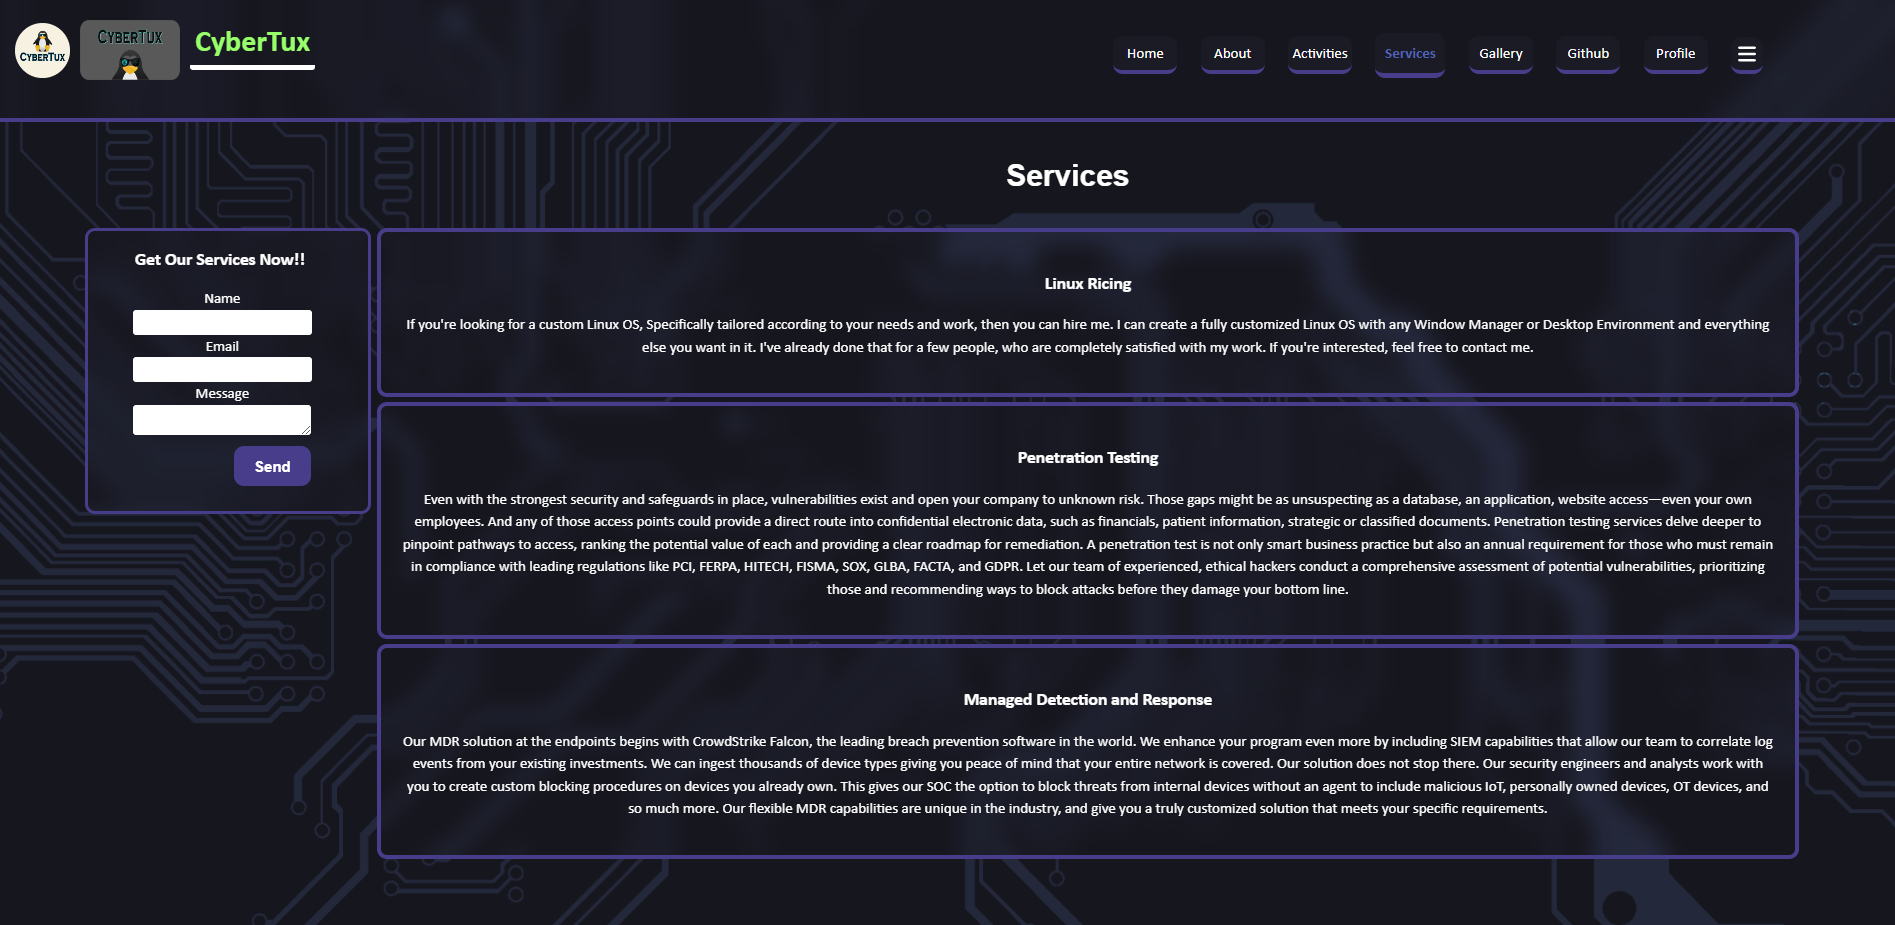 CYBERTUX
CYBERTUX
CyberTux
Home
About
Activities
Services
Gallery
Github
Profile
Services
Get Our Services Now!!
Name
Email
Message
Send
Linux Ricing
If you're looking for a custom Linux OS, Specifically tailored according to your needs and work, then you can hire me. I can create a fully customized Linux OS with any Window Manager or Desktop Environment and everything
else you want in it. I've already done that for a few people, who are completely satisfied with my work. If you're interested, feel free to contact me.
Penetration Testing
Even with the strongest security and safeguards in place, vulnerabilities exist and open your company to unknown risk. Those gaps might be as unsuspecting as a database, an application, website access—even your own
employees. And any of those access points could provide a direct route into confidential electronic data, such as financials, patient information, strategic or classified documents. Penetration testing services delve deeper to
pinpoint pathways to access, ranking the potential value of each and providing a clear roadmap for remediation. A penetration test is not only smart business practice but also an annual requirement for those who must remain
in compliance with leading regulations like PCI, FERPA, HITECH, FISMA, SOX, GLBA, FACTA, and GDPR. Let our team of experienced, ethical hackers conduct a comprehensive assessment of potential vulnerabilities, prioritizing
those and recommending ways to block attacks before they damage your bottom line.
Managed Detection and Response
Our MDR solution at the endpoints begins with CrowdStrike Falcon, the leading breach prevention software in the world. We enhance your program even more by including SIEM capabilities that allow our team to correlate log
events from your existing investments. We can ingest thousands of device types giving you peace of mind that your entire network is covered. Our solution does not stop there. Our security engineers and analysts work with
you to create custom blocking procedures on devices you already own. This gives our SOC the option to block threats from internal devices without an agent to include malicious IoT, personally owned devices, OT devices, and
so much more. Our flexible MDR capabilities are unique in the industry, and give you a truly customized solution that meets your specific requirements.